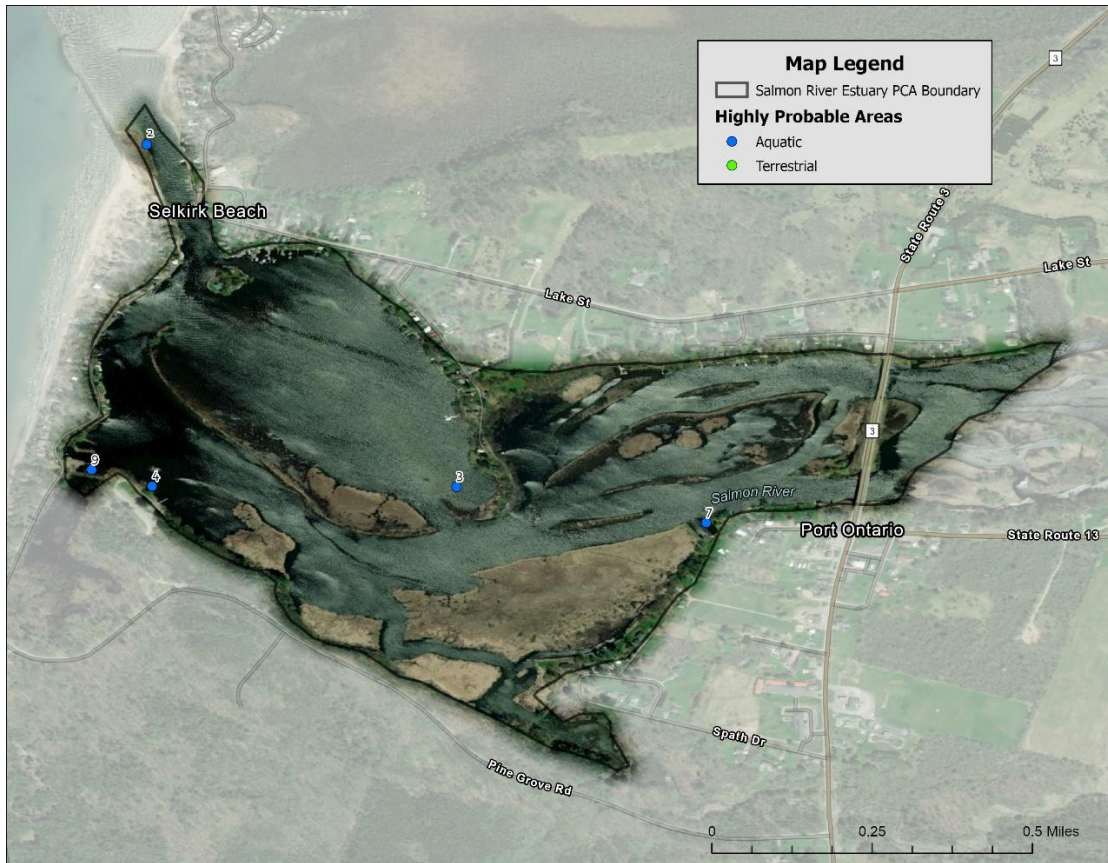 Map Legend
Salmon River Estuary PCA Boundary
Highly Probable Areas
Aquatic
Terrestrial
3
2
Selkirk Beach
State Route 3
Lake St
Lake St
3
9
4
3
Salmon River
7
Port Ontario
State Route 13
Spath Dr
Pine Grove Rd
0 0.25 0.5 Miles